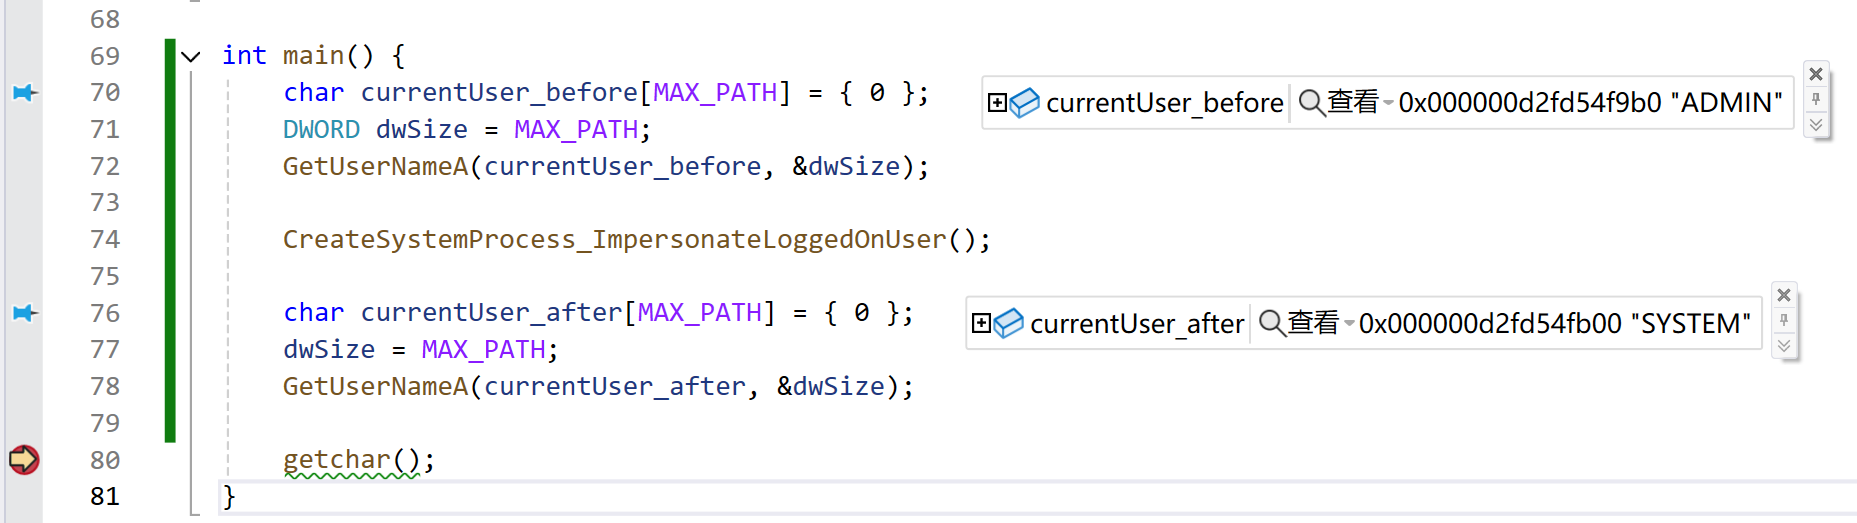 68
69 int main() {
70 char currentUser_before[MAX_PATH] = { 0 }; currentUser_before 查看 0x000000d2fd54f9b0 "ADMIN"
71 DWORD dwSize = MAX_PATH;
72 GetUserNameA(currentUser_before, &dwSize);
73
74 CreateSystemProcess_ImpersonateLoggedOnUser();
75
76 char currentUser_after[MAX_PATH] = { 0 }; currentUser_after 查看 0x000000d2fd54fb00 "SYSTEM"
77 dwSize = MAX_PATH;
78 GetUserNameA(currentUser_after, &dwSize);
79
80 getchar();
81 }